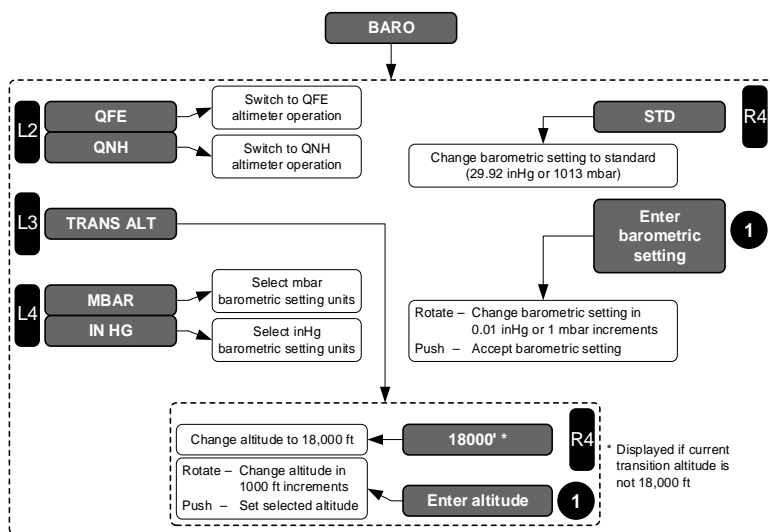 BARO
L2
QFE
Switch to QFE
altimeter operation
QNH
Switch to QNH
altimeter operation
STD
R4
Change barometric setting to standard
(29.92 inHg or 1013 mbar)
L3
TRANS ALT
Enter
barometric
setting
1
L4
MBAR
Select mbar
barometric setting units
IN HG
Select inHg
barometric setting units
Rotate – Change barometric setting in
0.01 inHg or 1 mbar increments
Push – Accept barometric setting
Change altitude to 18,000 ft
18000' *
R4
Rotate – Change altitude in
1000 ft increments
Push – Set selected altitude
Enter altitude
1
* Displayed if current
transition altitude is
not 18,000 ft